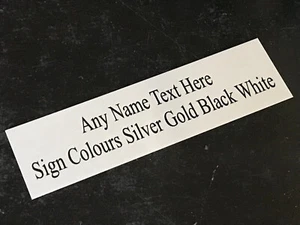 Any Name Text Here
Sign Colours Silver Gold Black White